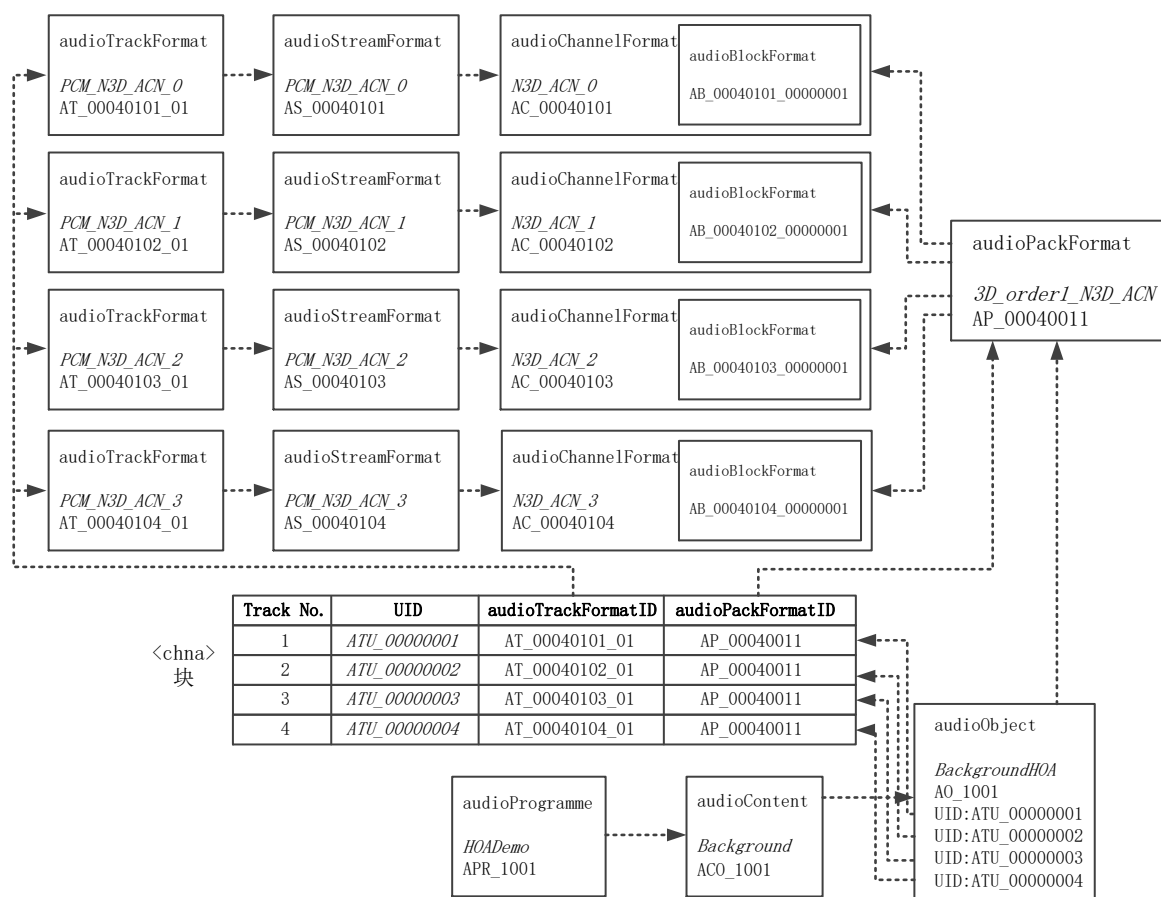 audioTrackFormat
PCM_N3D_ACN_0
AT_00040101_01
audioStreamFormat
PCM_N3D_ACN_0
AS_00040101
audioChannelFormat
N3D_ACN_0
AC_00040101
audioBlockFormat
AB_00040101_00000001
audioTrackFormat
PCM_N3D_ACN_1
AT_00040102_01
audioStreamFormat
PCM_N3D_ACN_1
AS_00040102
audioChannelFormat
N3D_ACN_1
AC_00040102
audioBlockFormat
AB_00040102_00000001
audioPackFormat
3D_order1_N3D_ACN
AP_00040011
audioTrackFormat
PCM_N3D_ACN_2
AT_00040103_01
audioStreamFormat
PCM_N3D_ACN_2
AS_00040103
audioChannelFormat
N3D_ACN_2
AC_00040103
audioBlockFormat
AB_00040103_00000001
audioTrackFormat
PCM_N3D_ACN_3
AT_00040104_01
audioStreamFormat
PCM_N3D_ACN_3
AS_00040104
audioChannelFormat
N3D_ACN_3
AC_00040104
audioBlockFormat
AB_00040104_00000001
<chna>
块
Track No. UID audioTrackFormatID audioPackFormatID
1 ATU_00000001 AT_00040101_01 AP_00040011
2 ATU_00000002 AT_00040102_01 AP_00040011
3 ATU_00000003 AT_00040103_01 AP_00040011
4 ATU_00000004 AT_00040104_01 AP_00040011
audioProgramme
HOADemo
APR_1001
audioContent
Background
ACO_1001
audioObject
BackgroundHOA
AO_1001
UID:ATU_00000001
UID:ATU_00000002
UID:ATU_00000003
UID:ATU_00000004